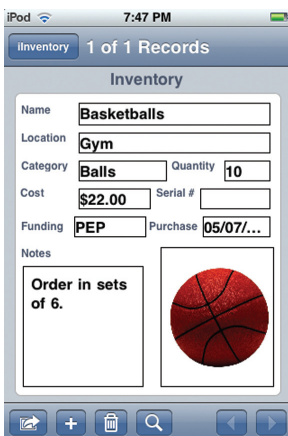 iPod 7:47 PM
iInventory 1 of 1 Records
Inventory
Name Basketballs
Location Gym
Category Balls Quantity 10
Cost $22.00 Serial #
Funding PEP Purchase 05/07/...
Notes
Order in sets
of 6.